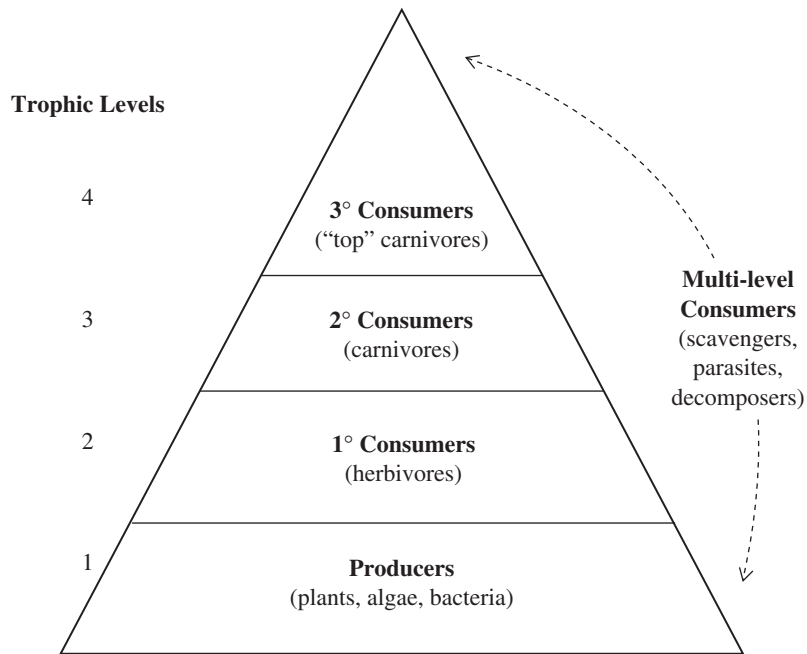 Trophic Levels
4
3° Consumers
(“top” carnivores)
3
2° Consumers
(carnivores)
2
1° Consumers
(herbivores)
1
Producers
(plants, algae, bacteria)
Multi-level
Consumers
(scavengers,
parasites,
decomposers)